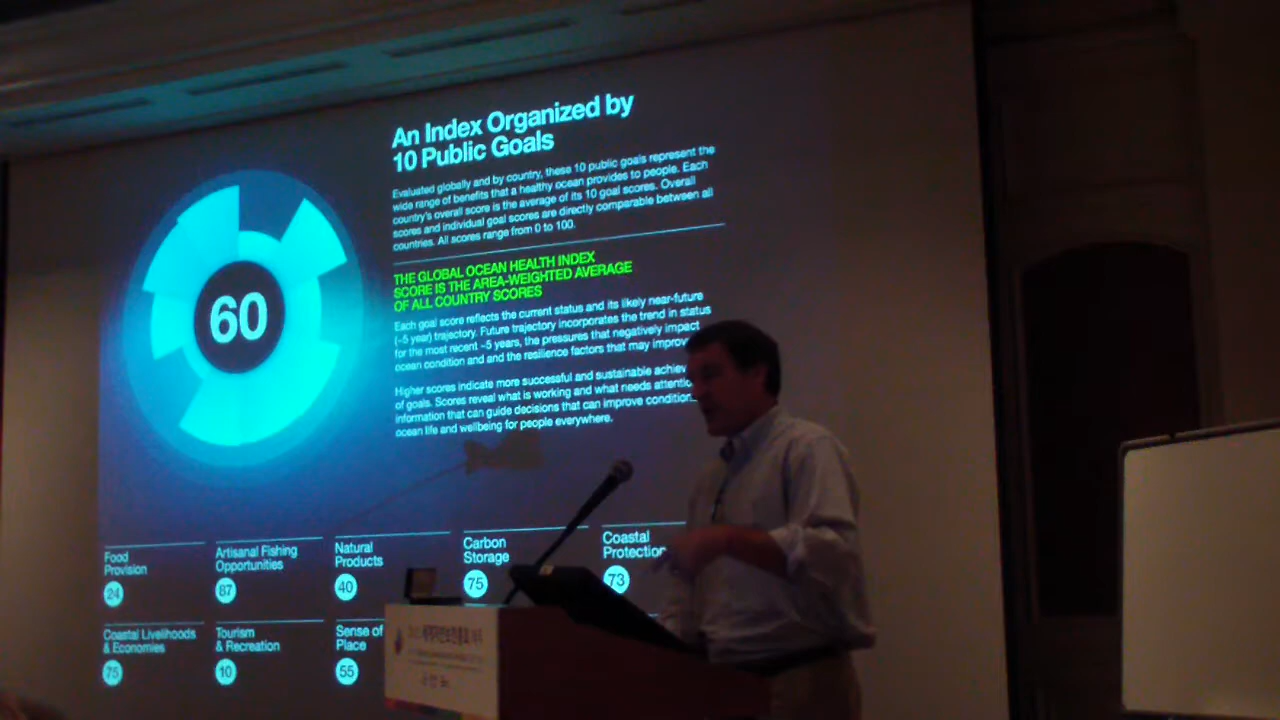 An Index Organized by
10 Public Goals
Evaluated globally and by country, these 10 public goals represent the
wide range of benefits that a healthy ocean provides to people. Each
country's overall score is the average of its 10 goal scores. Overall
scores and individual goal scores are directly comparable between all
countries. All scores range from 0 to 100.
THE GLOBAL OCEAN HEALTH INDEX
SCORE IS THE AREA-WEIGHTED AVERAGE
OF ALL COUNTRY SCORES
Each goal score reflects the current status and its likely near-future
(~5 year) trajectory. Future trajectory incorporates the trend in status
for the most recent ~5 years, the pressures that negatively impact
ocean condition and and the resilience factors that may improve
Higher scores indicate more successful and sustainable
of goals. Scores reveal what is working and what needs
information that can guide decisions that can improve
ocean life and wellbeing for people everywhere.
60
Food
Provision
24
Artisanal Fishing
Opportunities
87
Natural
Products
40
Carbon
Storage
75
Coastal
Protection
73
Coastal Livelihoods
& Economies
75
Tourism
& Recreation
10
Sense of
Place
55